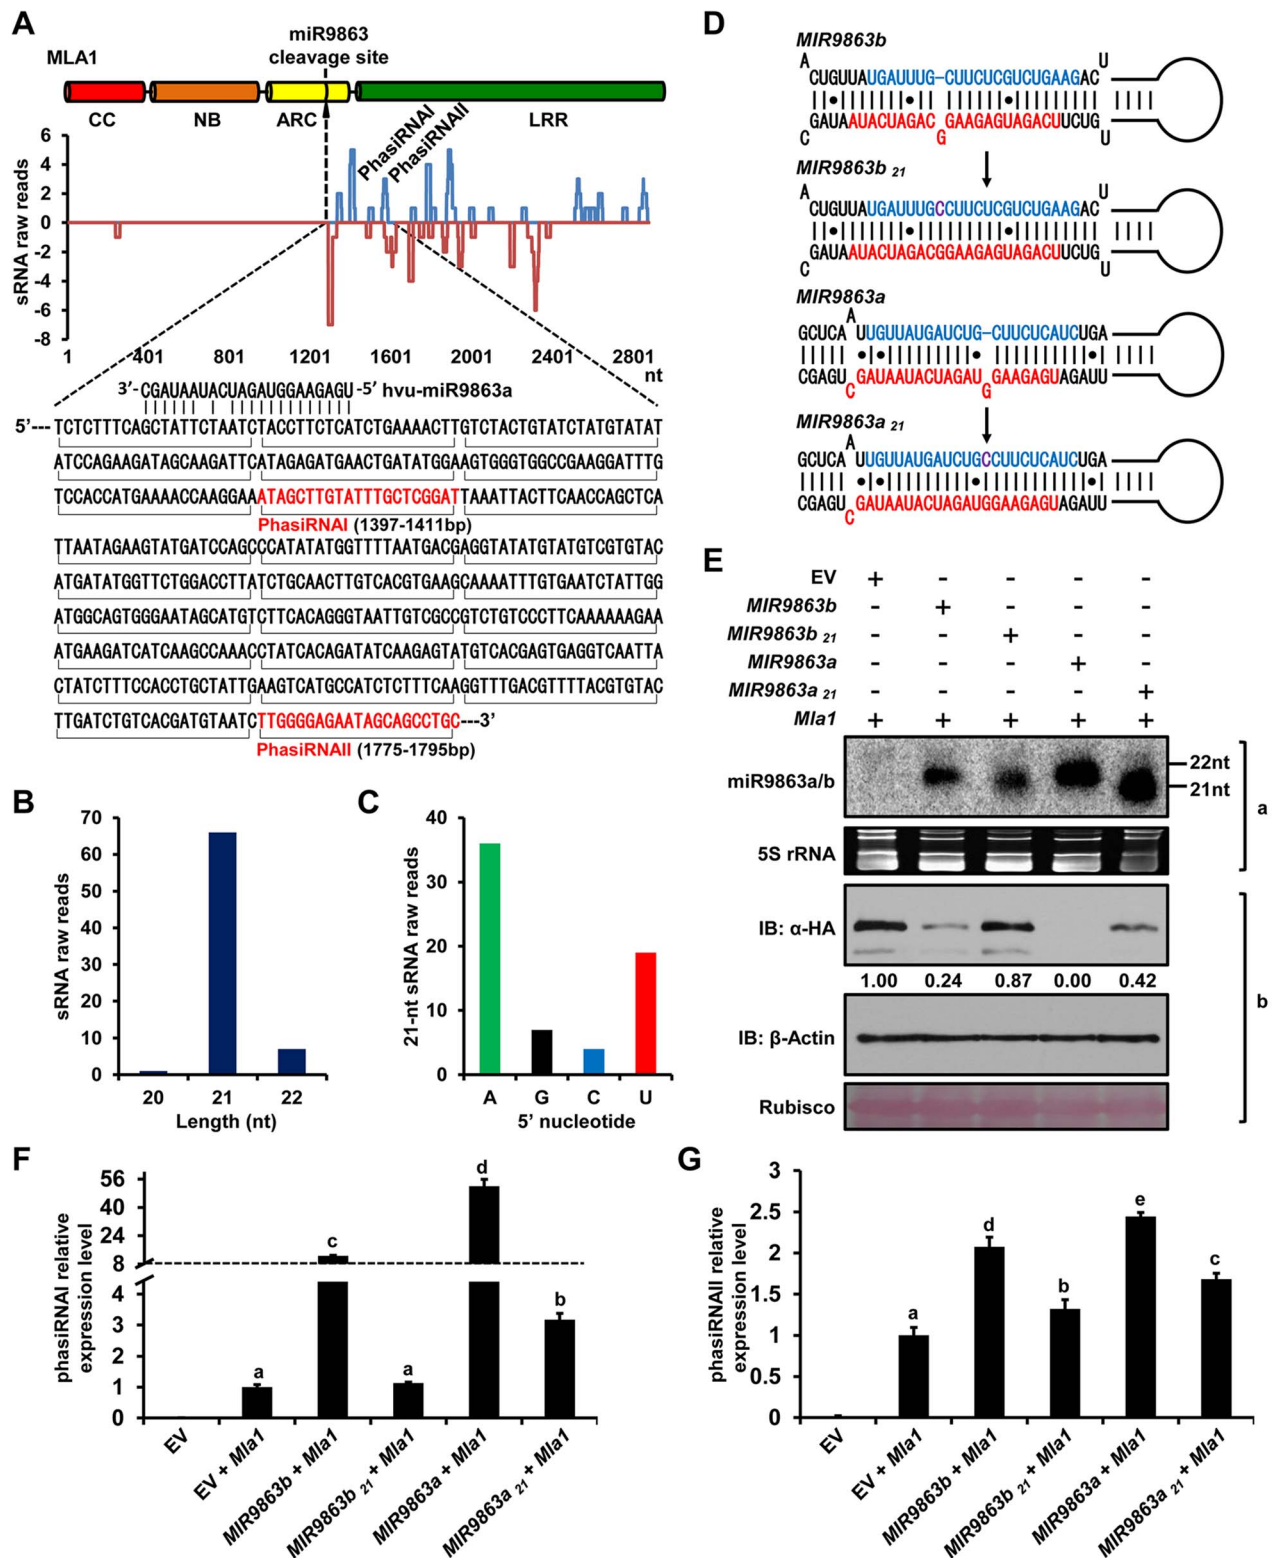 A
miR9863
cleavage site
MLA1
CC
NB
ARC
LRR
PhasiRNAI
PhasiRNAII
sRNA raw reads
6
4
2
0
-2
-4
-6
-8
1
401
801
1201
1601
2001
2401
2801
nt
3'-CGAUAAUACUAGAUGGAAGAGU-5' hvu-miR9863a
5'---TCTCTTTCAGCTATTCTAATCTACCTTCTCATCTGAAAACTTGTCTACTGTATCTATGTATAT
ATCCAGAAGATAGCAAGATTCATAGAGATGAACTGATATGGAAGTGGGTGGCCGAAGGATTTG
TCCACCATGAAAACCAAGGAAATAGCTTGTATTTGCTCGGATTAAATTACTTCAACCAGCTCA
PhasiRNAI (1397-1411bp)
TTAATAGAAGTATGATCCAGCCCATATATGGTTTTAATGACGAGGTATATGTATGTCGTGTAC
ATGATATGGTTCTGGACCTTATCTGCAACTTGTCACGTGAAGCAAAATTTGTGAATCTATTGG
ATGGCAGTGGGAATAGCATGTCTTCACAGGGTAATTGTCGCCGTCTGTCCCTTCAAAAAAGAA
ATGAAGATCATCAAGCCAAACCTATCACAGATATCAAGAGTATGTCACGAGTGAGGTCAATTA
CTATCTTTCCACCTGCTATTGAAGTCATGCCATCTCTTTCAAGGTTTGACGTTTTACGTGTAC
TTGATCTGTCACGATGTAATCTTGGGGAGAATAGCAGCCTGC---3'
PhasiRNAII (1775-1795bp)
B
sRNA raw reads
70
60
50
40
30
20
10
0
20
21
22
Length (nt)
C
21-nt sRNA raw reads
40
30
20
10
0
A
G
C
U
5' nucleotide
D
MIR9863b
A
U
CUGUUAUGAUUUG-CUUCUCGUCUGAAGAC
GAUAAUACUAGAC GAAGAGUAGACUUCUG
C
G
U
MIR9863b 21
A
U
CUGUUAUGAUUUGCCUUCUCGUCUGAAGAC
GAUAAUACUAGACGGAAGAGUAGACUUCUG
C
U
MIR9863a
A
GCUCA UUGUUAUGAUCUG-CUUCUCAUCUGA
CGAGU GAUAAUACUAGAU GAAGAGUAGAUU
C
G
MIR9863a 21
A
GCUCA UUGUUAUGAUCUGCCUUCUCAUCUGA
CGAGU GAUAAUACUAGAUGGAAGAGUAGAUU
C
E
EV + - - - -
MIR9863b - + - - -
MIR9863b 21 - - + - -
MIR9863a - - - + -
MIR9863a 21 - - - - +
Mla1 + + + + +
miR9863a/b
22nt
21nt
a
5S rRNA
IB: α-HA
1.00 0.24 0.87 0.00 0.42
b
IB: β-Actin
Rubisco
F
phasiRNAI relative
expression level
56
40
24
8
4
3
2
1
0
a
c
a
d
b
EV
EV + Mla1
MIR9863b + Mla1
MIR9863b 21 + Mla1
MIR9863a + Mla1
MIR9863a 21 + Mla1
G
phasiRNAII relative
expression level
3
2.5
2
1.5
1
0.5
0
a
d
b
e
c
EV
EV + Mla1
MIR9863b + Mla1
MIR9863b 21 + Mla1
MIR9863a + Mla1
MIR9863a 21 + Mla1